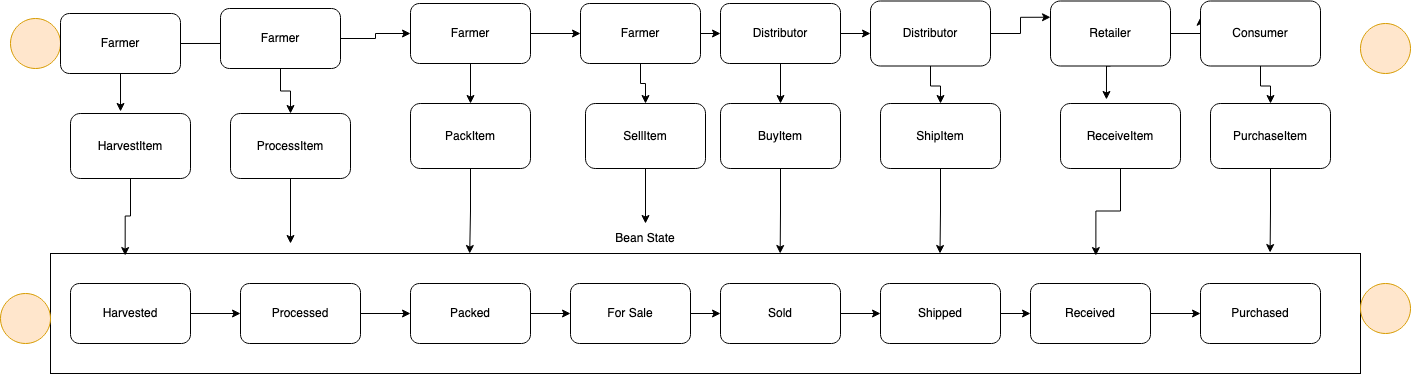 Farmer
Farmer
Farmer
Farmer
Distributor
Distributor
Retailer
Consumer
HarvestItem
ProcessItem
PackItem
SellItem
BuyItem
ShipItem
ReceiveItem
PurchaseItem
Bean State
Harvested
Processed
Packed
For Sale
Sold
Shipped
Received
Purchased